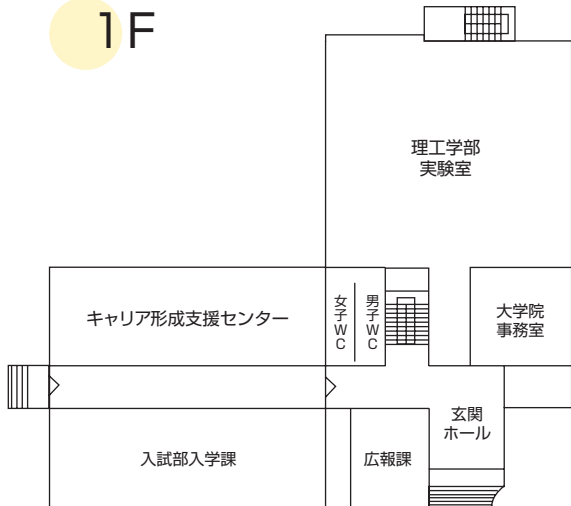 1F
理工学部
実験室
キャリア形成支援センター
女子WC
男子WC
大学院
事務室
玄関
ホール
入試部入学課
広報課